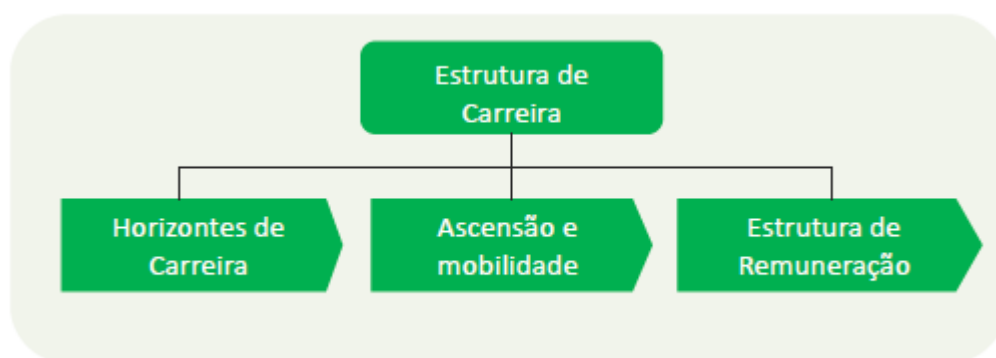 Estrutura de
Carreira
Horizontes de
Carreira
Ascensão e
mobilidade
Estrutura de
Remuneração